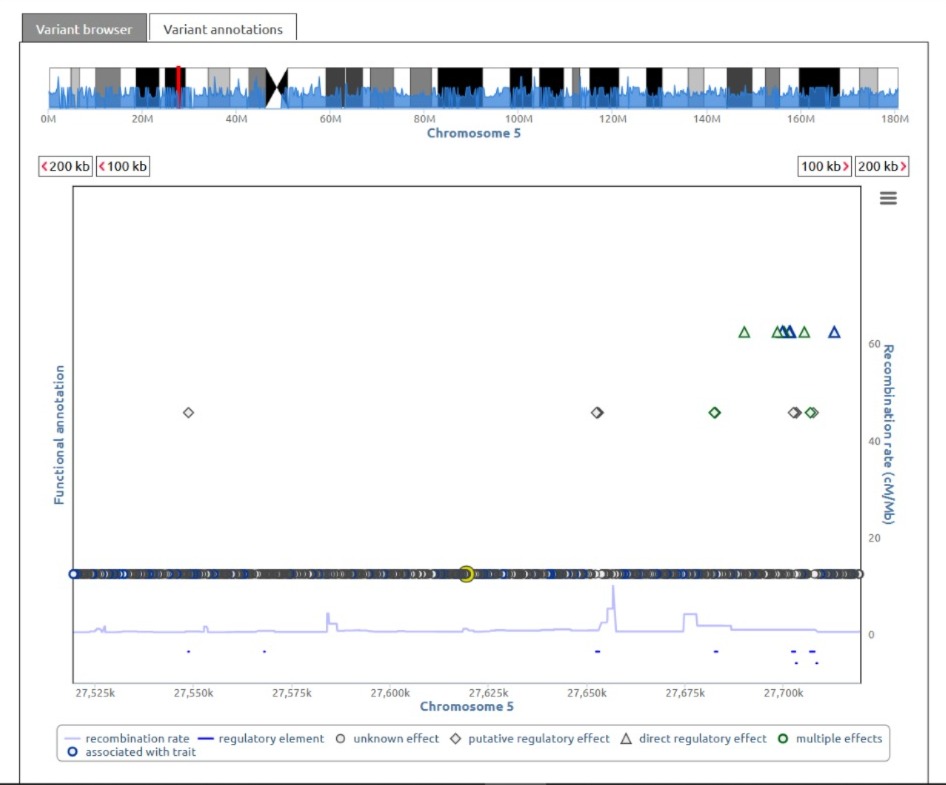 Variant browser Variant annotations
0M 20M 40M 60M 80M 100M 120M 140M 160M 180M
Chromosome 5
<200 kb <100 kb 100 kb> 200 kb>
Functional annotation
60
40
20
0
Recombination rate (cM/Mb)
27,525k 27,550k 27,575k 27,600k 27,625k 27,650k 27,675k 27,700k
Chromosome 5
recombination rate regulatory element unknown effect putative regulatory effect direct regulatory effect multiple effects
associated with trait